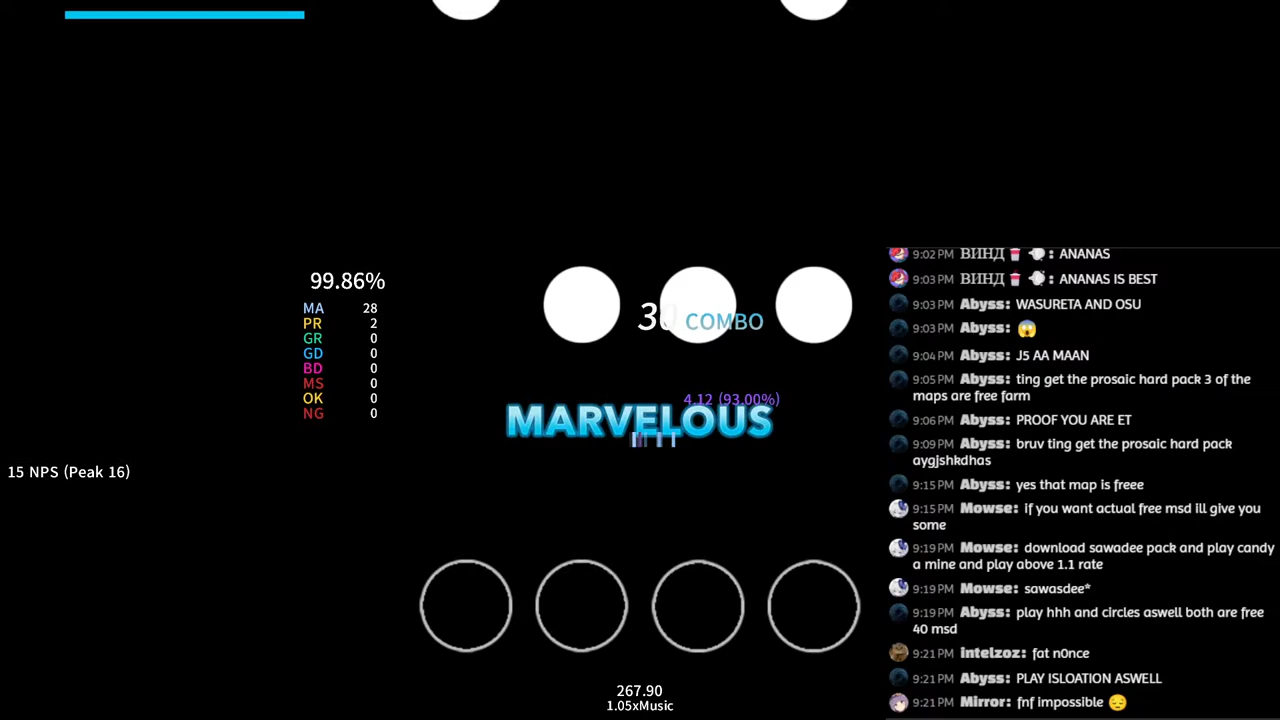 99.86%
MA 28
PR 2
GR 0
GD 0
BD 0
MS 0
OK 0
NG 0
15 NPS (Peak 16)
30 COMBO
4.12 (93.00%)
MARVELOUS
267.90
1.05xMusic
9:02 PM ВИНД : ANANAS
9:03 PM ВИНД : ANANAS IS BEST
9:03 PM Abyss: WASURETA AND OSU
9:03 PM Abyss: 😱
9:04 PM Abyss: J5 AA MAAN
9:05 PM Abyss: ting get the prosaic hard pack 3 of the
maps are free farm
9:06 PM Abyss: PROOF YOU ARE ET
9:09 PM Abyss: bruv ting get the prosaic hard pack
aygjshkdhas
9:15 PM Abyss: yes that map is freee
9:15 PM Mowse: if you want actual free msd ill give you
some
9:19 PM Mowse: download sawadee pack and play candy
a mine and play above 1.1 rate
9:19 PM Mowse: sawasdee*
9:19 PM Abyss: play hhh and circles aswell both are free
40 msd
9:21 PM intelzoz: fat n0nce
9:21 PM Abyss: PLAY ISLOATION ASWELL
9:21 PM Mirror: fnf impossible 😔